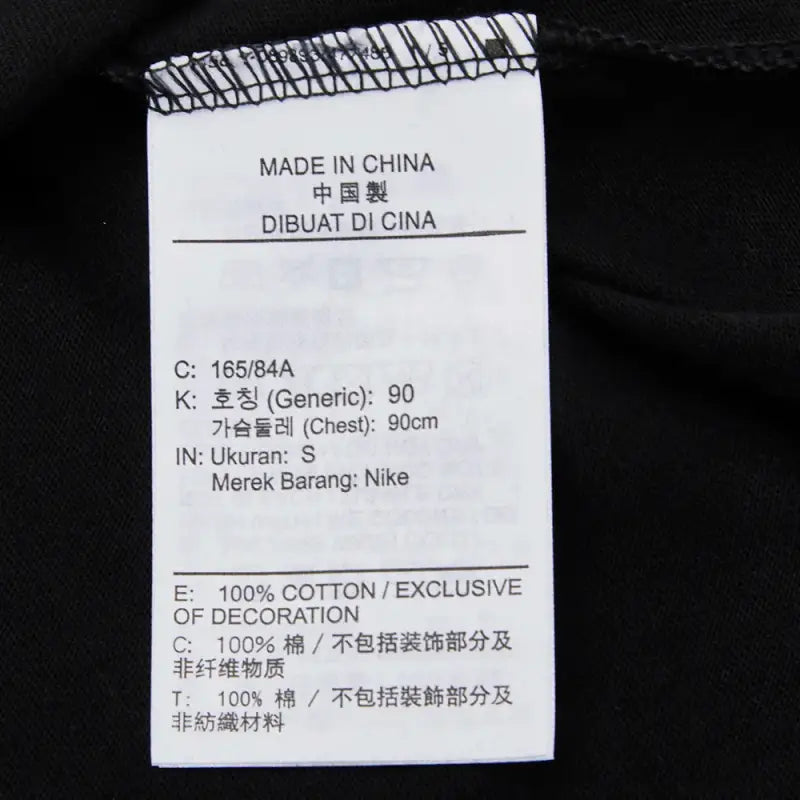 MADE IN CHINA
中国製
DIBUAT DI CINA
C: 165/84A
K: 호칭 (Generic): 90
가슴둘레 (Chest): 90cm
IN: Ukuran: S
Merek Barang: Nike
E: 100% COTTON / EXCLUSIVE
OF DECORATION
C: 100% 棉 / 不包括装饰部分及
非纤维物质
T: 100% 棉 / 不包括裝飾部分及
非紡織材料